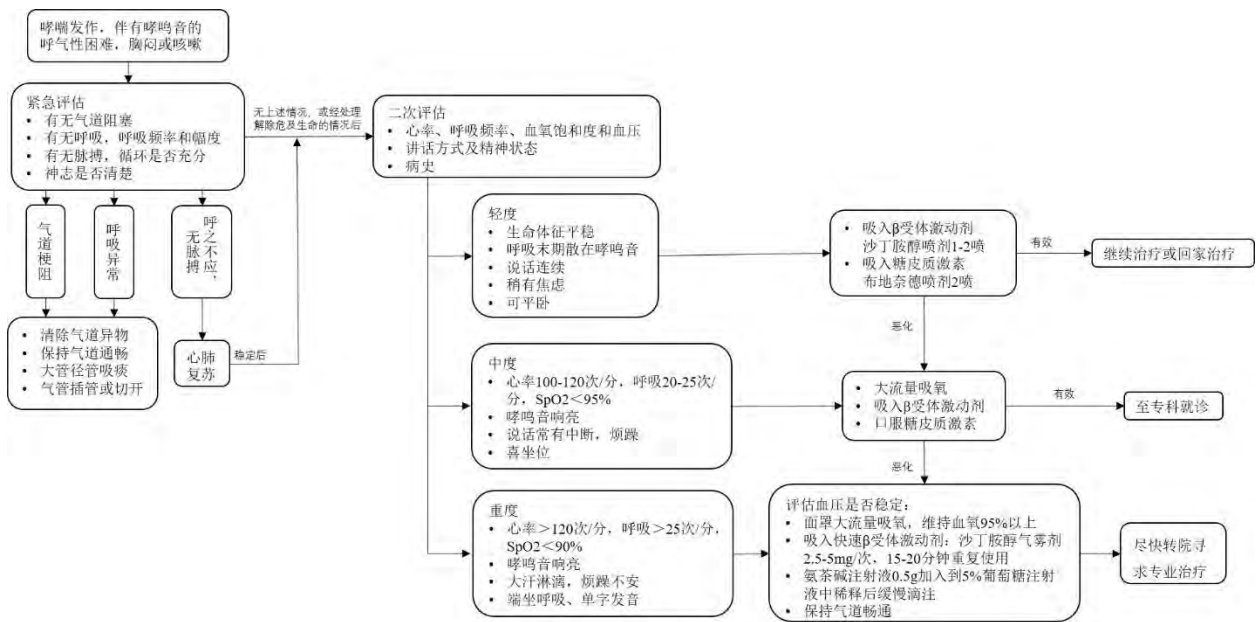 哮喘发作，伴有哮鸣音的
呼气性困难，胸闷或咳嗽
紧急评估
• 有无气道阻塞
• 有无呼吸，呼吸频率和幅度
• 有无脉搏，循环是否充分
• 神志是否清楚
无上述情况，或经处理
解除危及生命的情况后
二次评估
• 心率、呼吸频率、血氧饱和度和血压
• 讲话方式及精神状态
• 病史
气道梗阻
呼吸异常
呼之不应，
无脉搏
• 清除气道异物
• 保持气道通畅
• 大管径管吸痰
• 气管插管或切开
心肺
复苏
稳定后
轻度
• 生命体征平稳
• 呼吸末期散在哮鸣音
• 说话连续
• 稍有焦虑
• 可平卧
• 吸入β受体激动剂
沙丁胺醇喷剂1-2喷
• 吸入糖皮质激素
布地奈德喷剂2喷
有效
继续治疗或回家治疗
恶化
中度
• 心率100-120次/分，呼吸20-25次/
分，SpO2＜95%
• 哮鸣音响亮
• 说话常有中断，烦躁
• 喜坐位
• 大流量吸氧
• 吸入β受体激动剂
• 口服糖皮质激素
有效
至专科就诊
恶化
重度
• 心率＞120次/分，呼吸＞25次/分，
SpO2＜90%
• 哮鸣音响亮
• 大汗淋漓，烦躁不安
• 端坐呼吸、单字发音
评估血压是否稳定：
• 面罩大流量吸氧，维持血氧95%以上
• 吸入快速β受体激动剂：沙丁胺醇气雾剂
2.5-5mg/次，15-20分钟重复使用
• 氨茶碱注射液0.5g加入到5%葡萄糖注射
液中稀释后缓慢滴注
• 保持气道畅通
尽快转院寻
求专业治疗